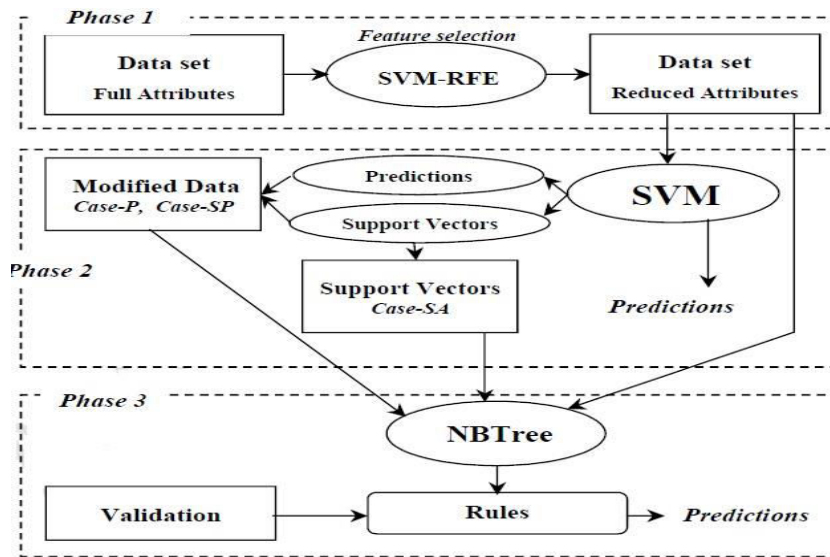 Phase 1
Feature selection
Data set
Full Attributes
SVM-RFE
Data set
Reduced Attributes
Modified Data
Case-P, Case-SP
Predictions
Support Vectors
SVM
Phase 2
Support Vectors
Case-SA
Predictions
Phase 3
NBTree
Validation
Rules
Predictions